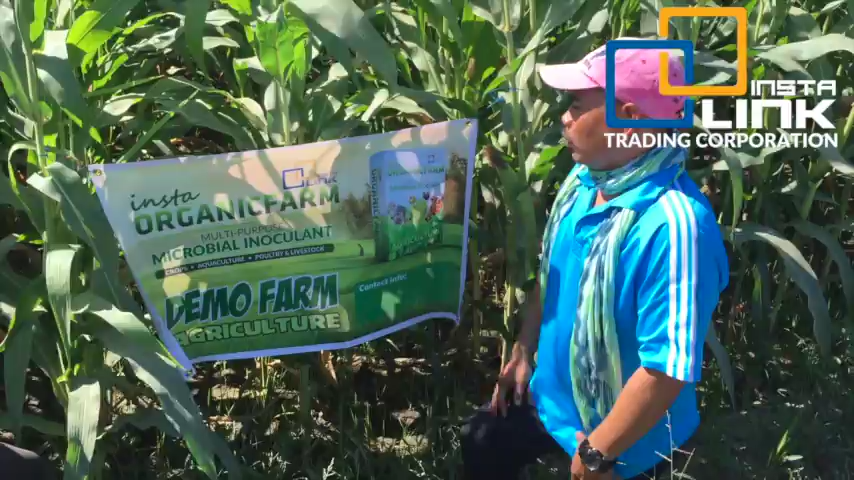 INSTA
LINK
TRADING CORPORATION
LINK
insta
ORGANICFARM
MULTI-PURPOSE
MICROBIAL INOCULANT
CROPS • AQUACULTURE • POULTRY & LIVESTOCK
DEMO FARM
AGRICULTURE
Contact Info: